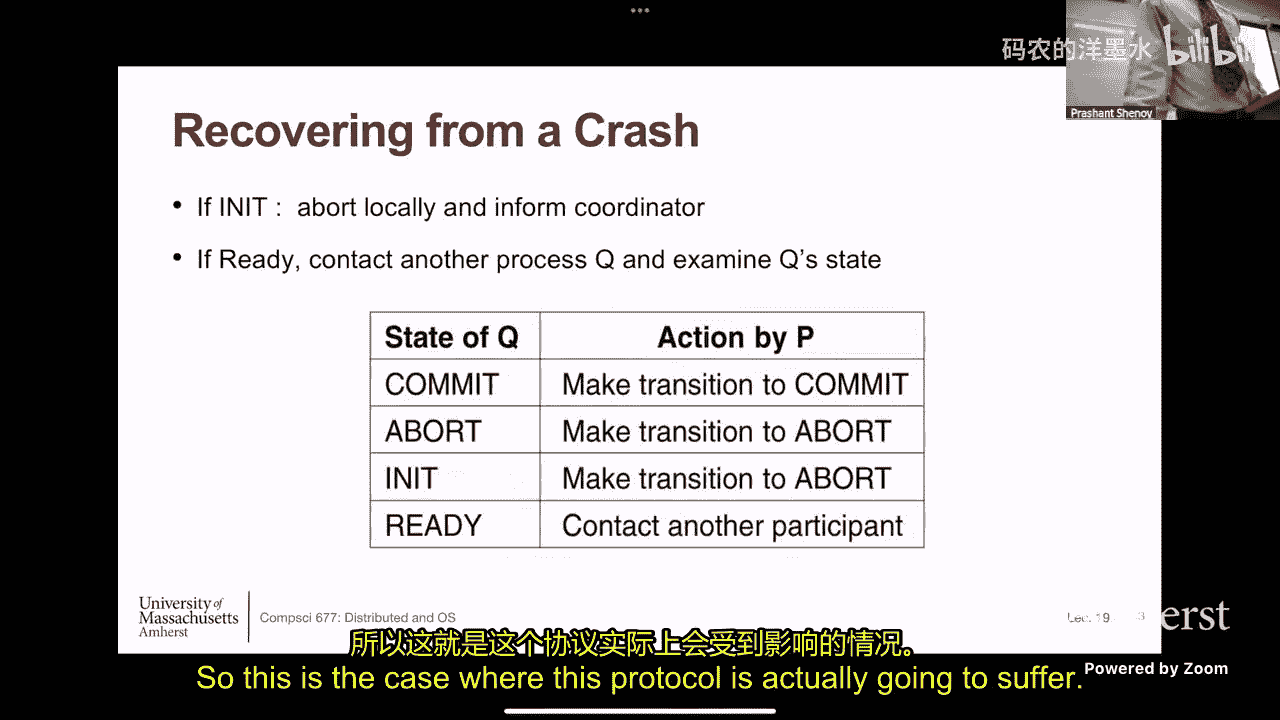 码农的洋墨水 bilibili
Prashant Shenoy
Recovering from a Crash
• If INIT : abort locally and inform coordinator
• If Ready, contact another process Q and examine Q's state
State of Q Action by P
COMMIT Make transition to COMMIT
ABORT Make transition to ABORT
INIT Make transition to ABORT
READY Contact another participant
University of
Massachusetts
Amherst
Compsci 677: Distributed and OS
Lec. 19
3
erst
所以这就是这个协议实际上会受到影响的情况。
So this is the case where this protocol is actually going to suffer.
Powered by Zoom